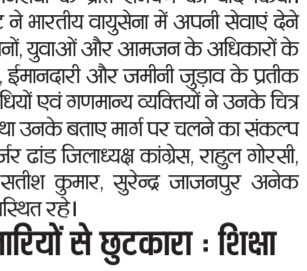 ट ने भारतीय वायुसेना में अपनी सेवाएं देने
नों, युवाओं और आमजन के अधिकारों के
, ईमानदारी और जमीनी जुड़ाव के प्रतीक
धियों एवं गणमान्य व्यक्तियों ने उनके चित्र
था उनके बताए मार्ग पर चलने का संकल्प
र्जर ढांड जिलाध्यक्ष कांग्रेस, राहुल गोरसी,
सतीश कुमार, सुरेन्द्र जाजनपुर अनेक
स्थित रहे।
नारियों से छुटकारा : शिक्षा